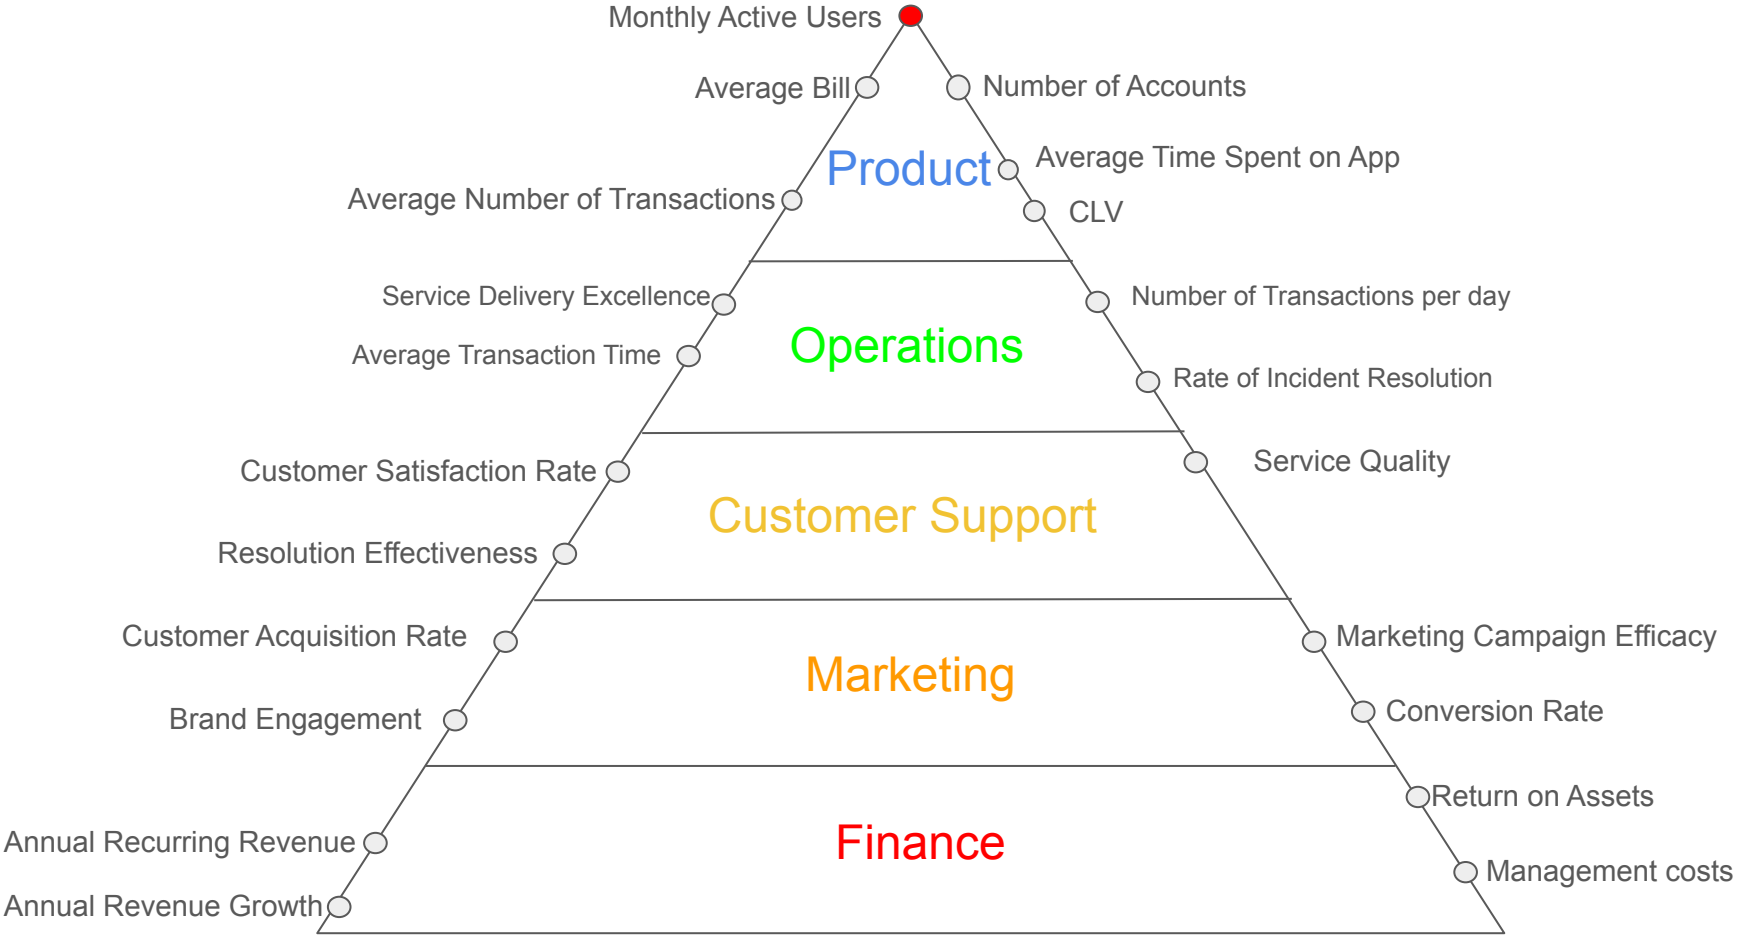 Monthly Active Users
Average Bill
Number of Accounts
Product
Average Time Spent on App
Average Number of Transactions
CLV
Service Delivery Excellence
Number of Transactions per day
Operations
Average Transaction Time
Rate of Incident Resolution
Customer Satisfaction Rate
Service Quality
Customer Support
Resolution Effectiveness
Customer Acquisition Rate
Marketing Campaign Efficacy
Marketing
Brand Engagement
Conversion Rate
Return on Assets
Annual Recurring Revenue
Finance
Management costs
Annual Revenue Growth